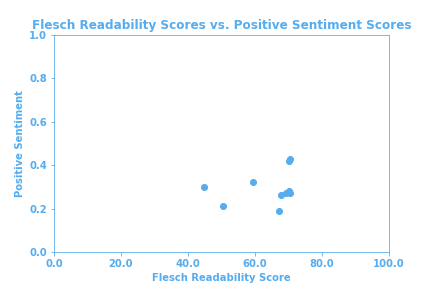 Flesch Readability Scores vs. Positive Sentiment Scores
1.0
0.8
0.6
0.4
0.2
0.0
Positive Sentiment
0.0 20.0 40.0 60.0 80.0 100.0
Flesch Readability Score